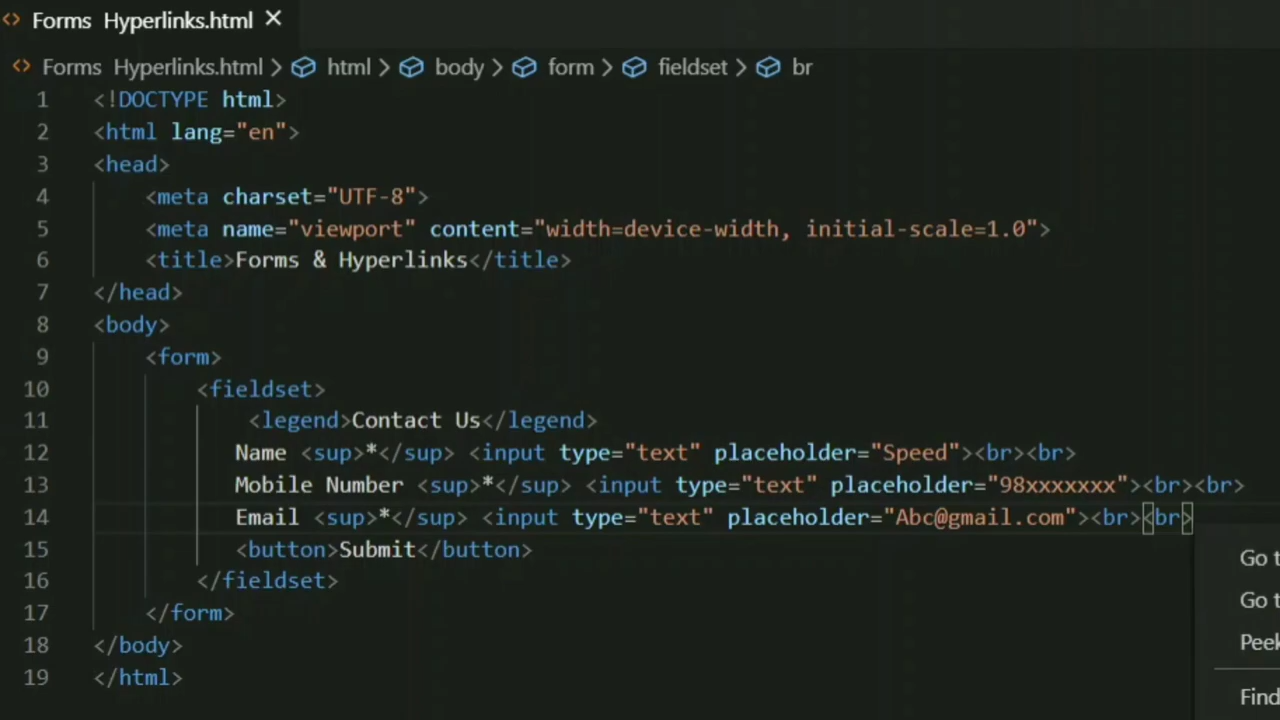 Forms Hyperlinks.html ×
Forms Hyperlinks.html > html > body > form > fieldset > br
1 <!DOCTYPE html>
2 <html lang="en">
3 <head>
4 <meta charset="UTF-8">
5 <meta name="viewport" content="width=device-width, initial-scale=1.0">
6 <title>Forms & Hyperlinks</title>
7 </head>
8 <body>
9 <form>
10 <fieldset>
11 <legend>Contact Us</legend>
12 Name <sup>*</sup> <input type="text" placeholder="Speed"><br><br>
13 Mobile Number <sup>*</sup> <input type="text" placeholder="98xxxxxxx"><br><br>
14 Email <sup>*</sup> <input type="text" placeholder="Abc@gmail.com"><br><br>
15 <button>Submit</button>
16 </fieldset>
17 </form>
18 </body>
19 </html>
Go t
Go t
Peek
Find